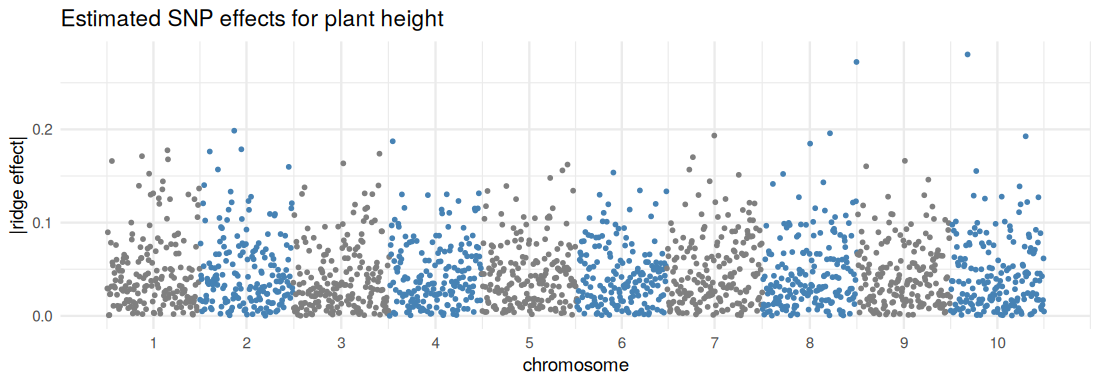 Estimated SNP effects for plant height
|ridge effect|
0.2
0.1
0.0
1 2 3 4 5 6 7 8 9 10
chromosome